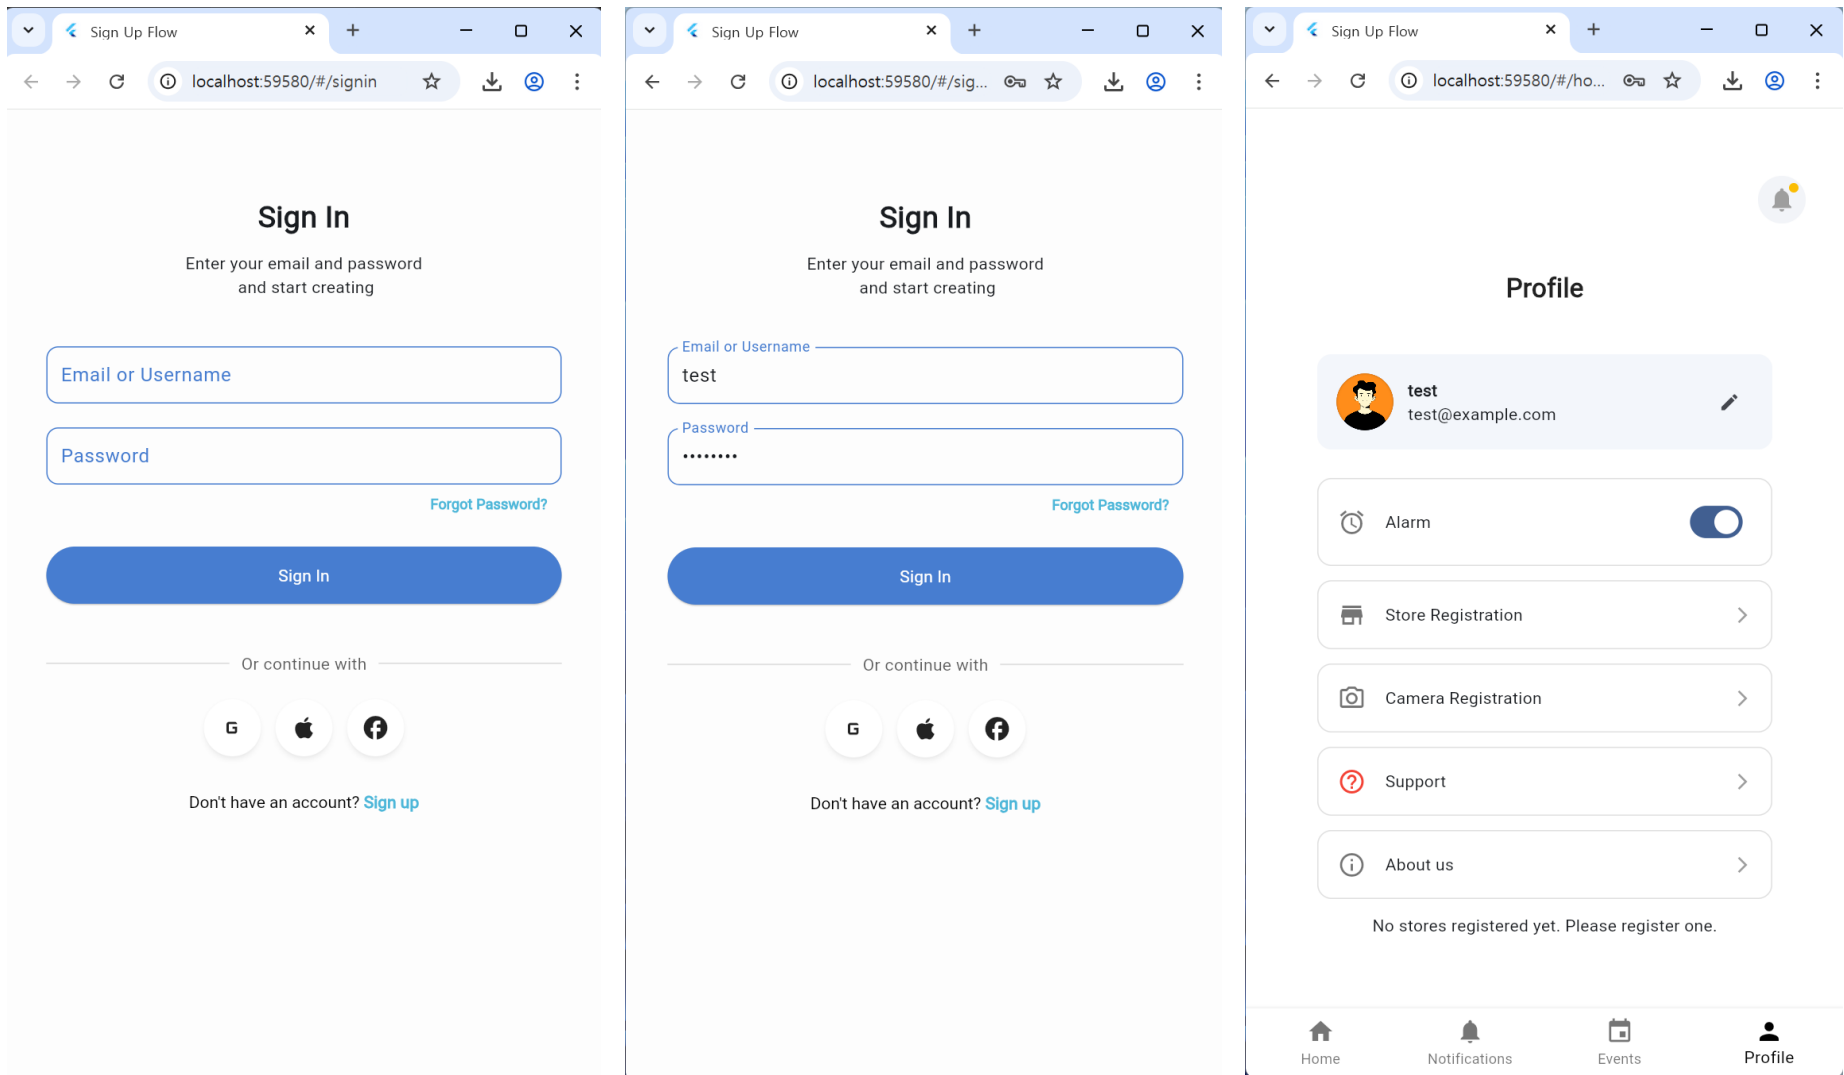 Sign Up Flow
localhost:59580/#/signin
Sign In
Enter your email and password
and start creating
Email or Username
Password
Forgot Password?
Sign In
Or continue with
G
Don't have an account? Sign up
Sign Up Flow
localhost:59580/#/sig...
Sign In
Enter your email and password
and start creating
Email or Username
test
Password
••••••••
Forgot Password?
Sign In
Or continue with
G
Don't have an account? Sign up
Sign Up Flow
localhost:59580/#/ho...
Profile
test
test@example.com
Alarm
Store Registration
Camera Registration
Support
About us
No stores registered yet. Please register one.
Home
Notifications
Events
Profile